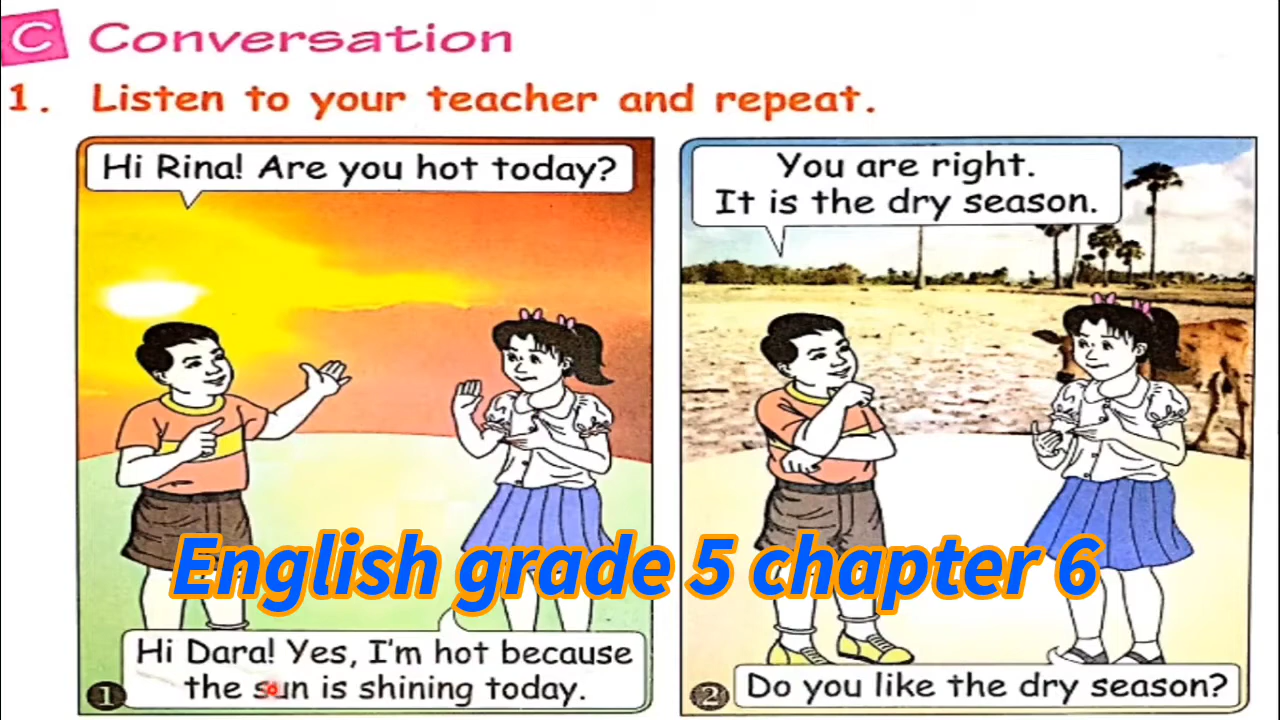 C Conversation
1. Listen to your teacher and repeat.
Hi Rina! Are you hot today?
Hi Dara! Yes, I'm hot because
the sun is shining today.
1
You are right.
It is the dry season.
Do you like the dry season?
2
English grade 5 chapter 6